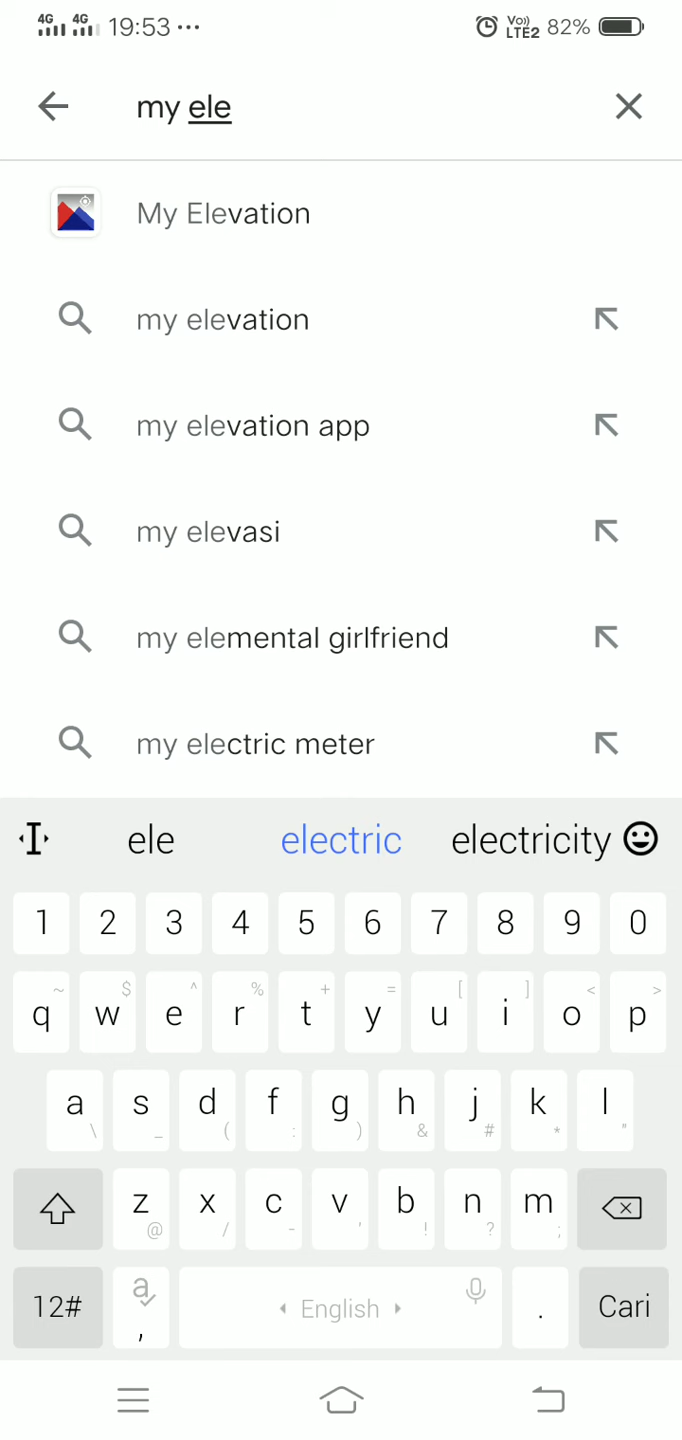 4G 4G 19:53 ... Vo)) LTE2 82%
my ele
My Elevation
my elevation
my elevation app
my elevasi
my elemental girlfriend
my electric meter
ele electric electricity
1 2 3 4 5 6 7 8 9 0
~ $ ^ % + = [ ] < >
q w e r t y u i o p
a s d f g h j k l
\ _ ( : ) & # * "
z x c v b n m
@ / - ' ! ? ;
12# a , English . Cari